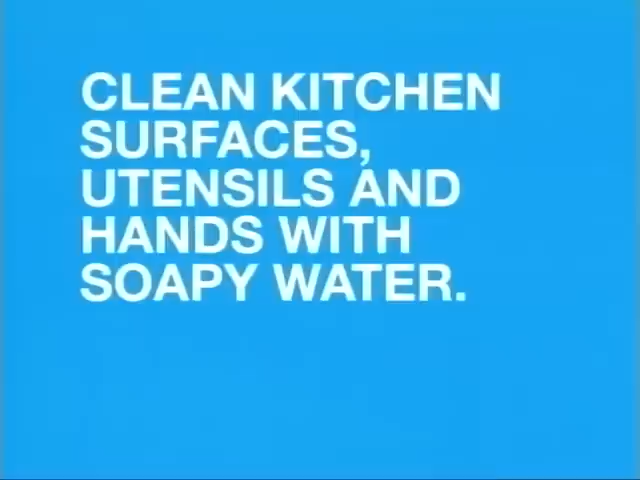 CLEAN KITCHEN
SURFACES,
UTENSILS AND
HANDS WITH
SOAPY WATER.